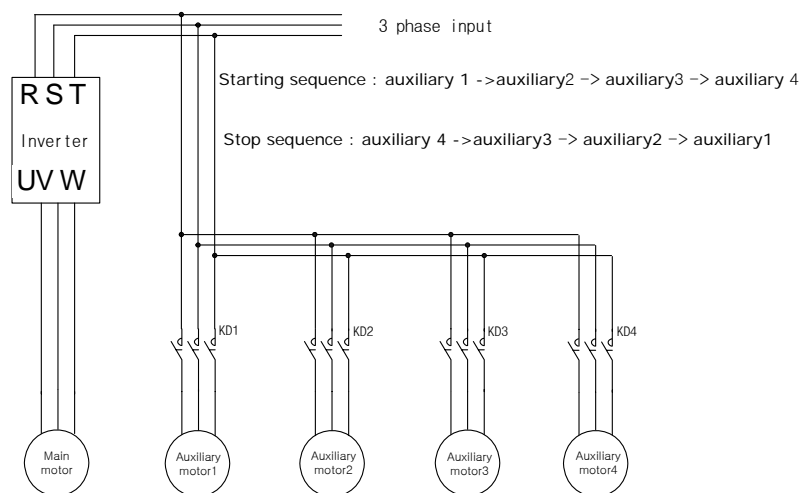 3 phase input
Starting sequence : auxiliary 1 ->auxiliary2 -> auxiliary3 -> auxiliary 4
R S T
Inverter
Stop sequence : auxiliary 4 ->auxiliary3 -> auxiliary2 -> auxiliary1
UV W
KD1
KD2
KD3
KD4
Main
motor
Auxiliary
motor1
Auxiliary
motor2
Auxiliary
motor3
Auxiliary
motor4